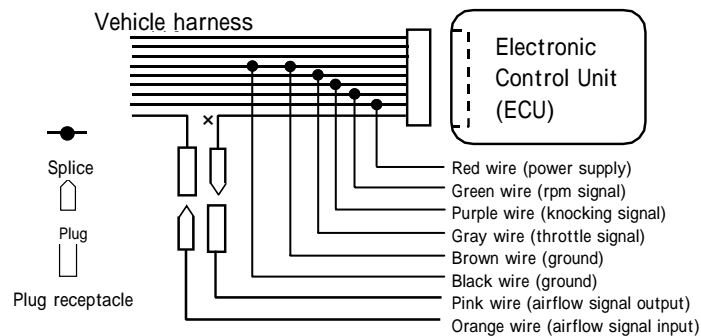 Vehicle harness
Electronic
Control Unit
(ECU)
Splice
Plug
Plug receptacle
Red wire (power supply)
Green wire (rpm signal)
Purple wire (knocking signal)
Gray wire (throttle signal)
Brown wire (ground)
Black wire (ground)
Pink wire (airflow signal output)
Orange wire (airflow signal input)